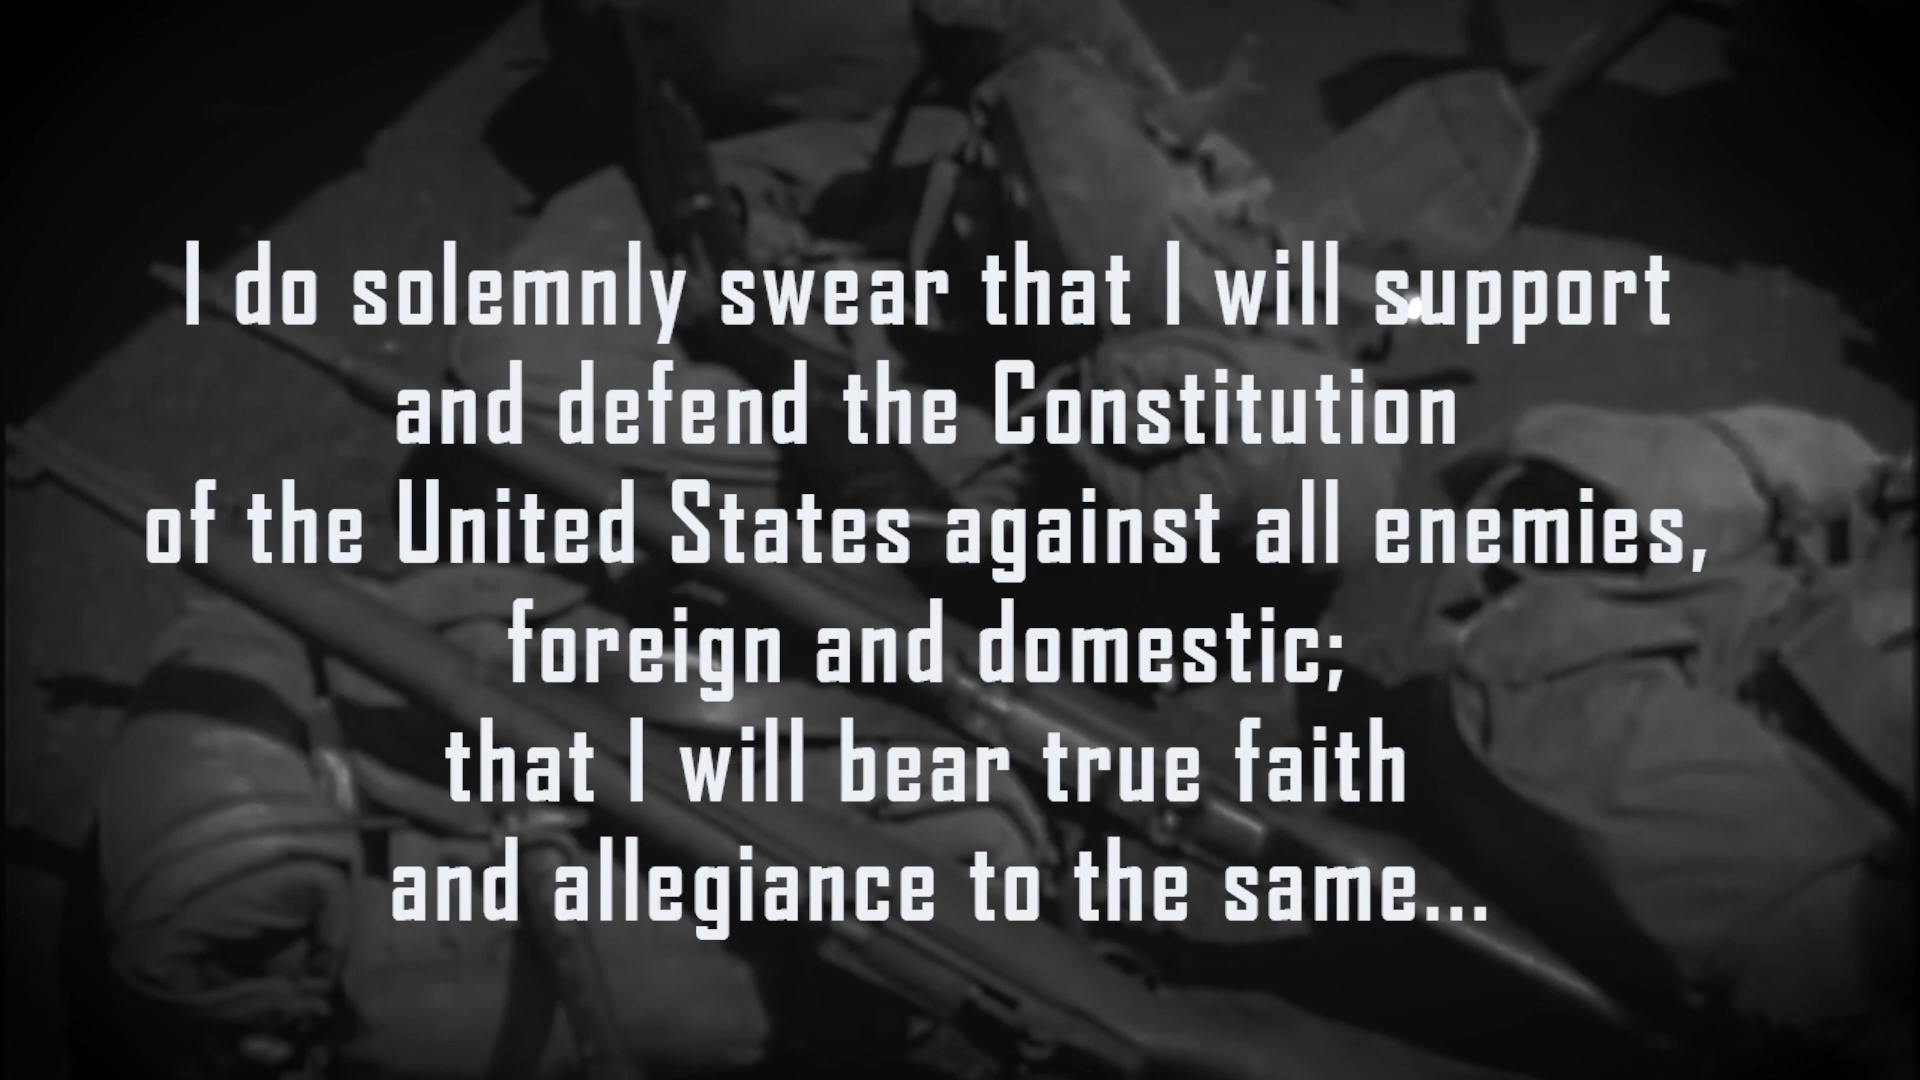 I do solemnly swear that I will support
and defend the Constitution
of the United States against all enemies,
foreign and domestic;
that I will bear true faith
and allegiance to the same...